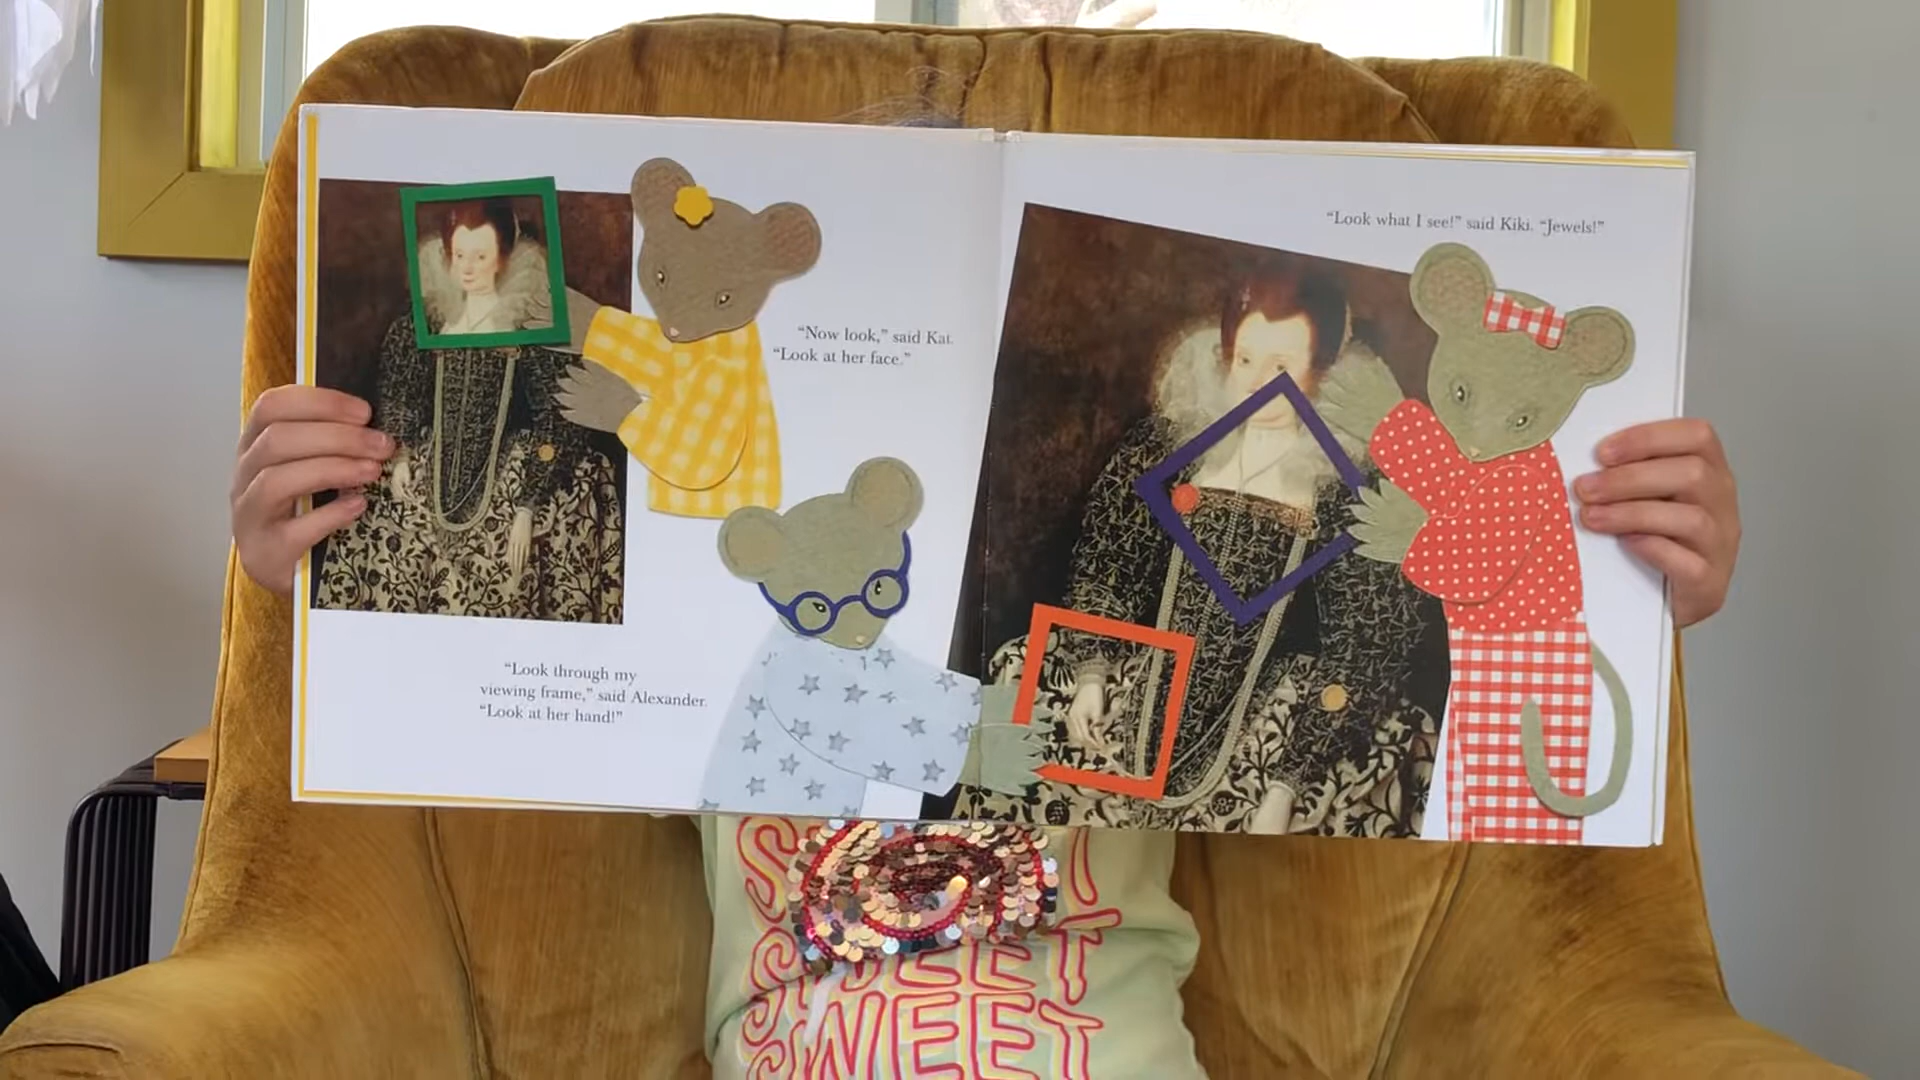 “Now look,” said Kat.
“Look at her face.”
“Look through my
viewing frame,” said Alexander.
“Look at her hand!”
“Look what I see!” said Kiki. “Jewels!”
SWEET
SWEET